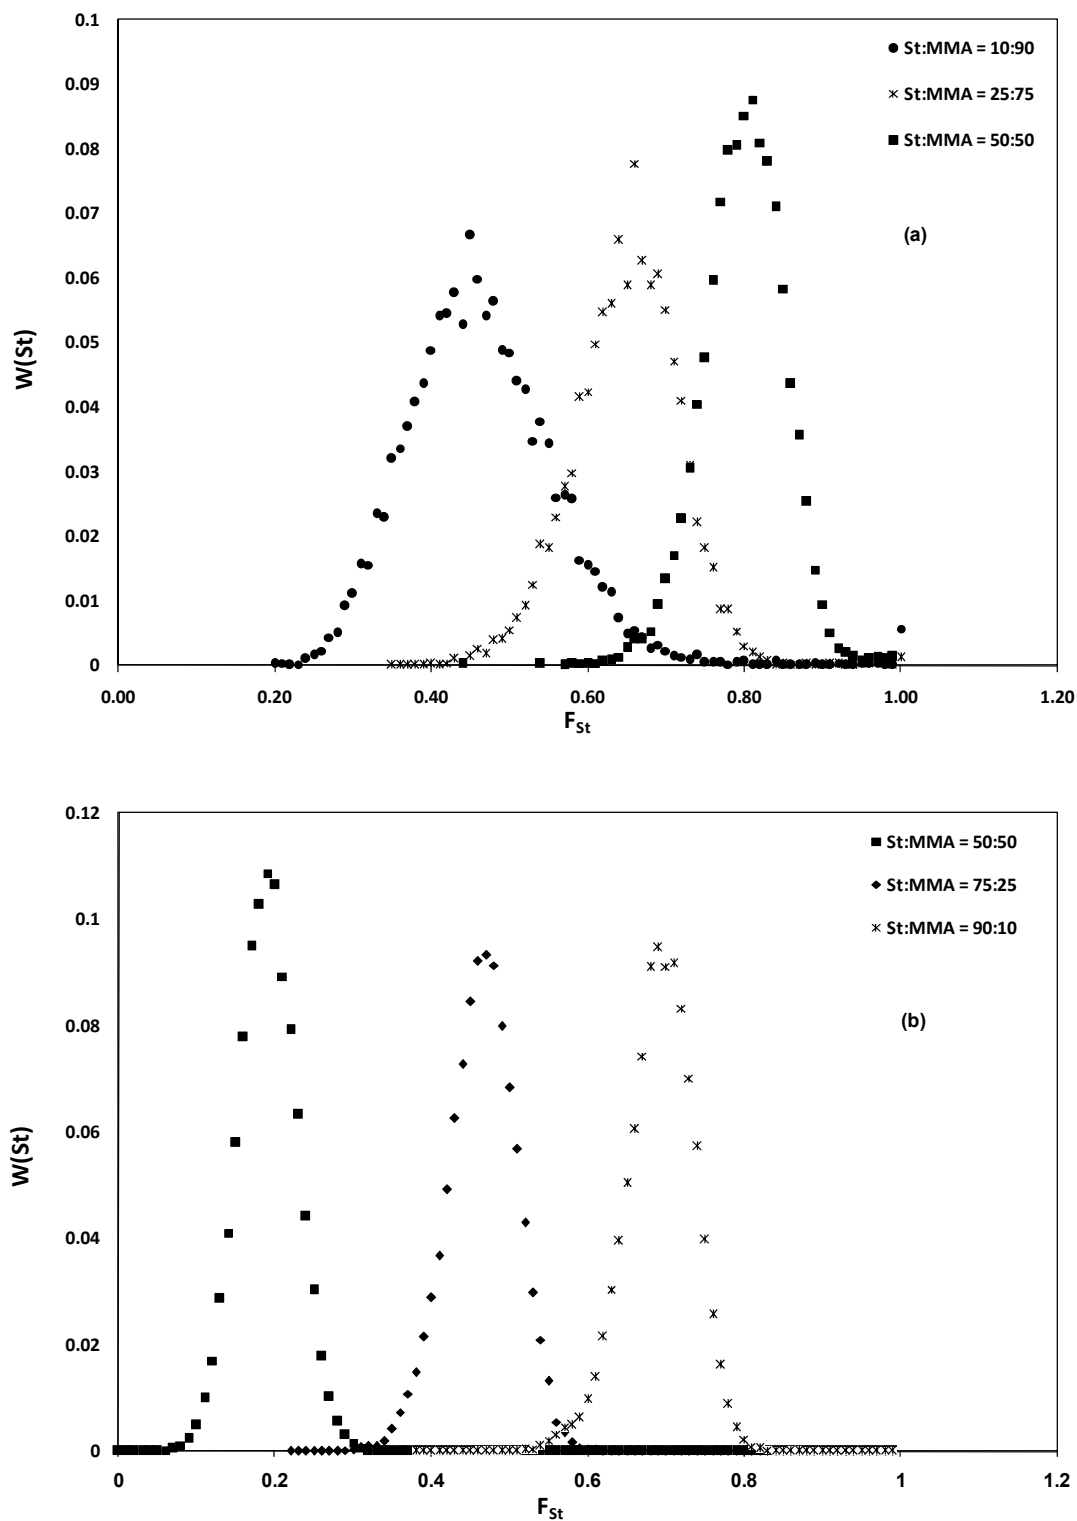 0.1
St:MMA = 10:90
0.09
St:MMA = 25:75
St:MMA = 50:50
0.08
0.07
(a)
0.06
W(St)
0.05
0.04
0.03
0.02
0.01
0
0.00 0.20 0.40 0.60 0.80 1.00 1.20
FSt
0.12
St:MMA = 50:50
St:MMA = 75:25
0.1
St:MMA = 90:10
0.08
(b)
W(St)
0.06
0.04
0.02
0
0 0.2 0.4 0.6 0.8 1 1.2
FSt